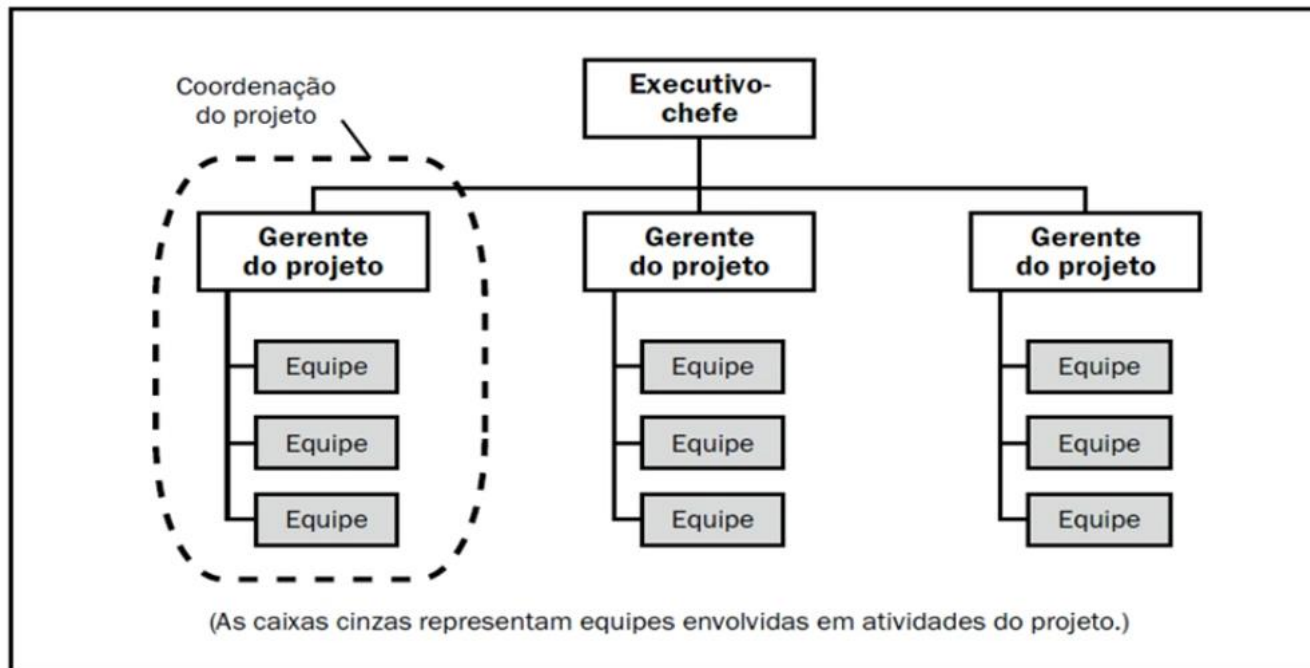 Coordenação
do projeto
Executivo-
chefe
Gerente
do projeto
Gerente
do projeto
Gerente
do projeto
Equipe
Equipe
Equipe
Equipe
Equipe
Equipe
Equipe
Equipe
Equipe
(As caixas cinzas representam equipes envolvidas em atividades do projeto.)